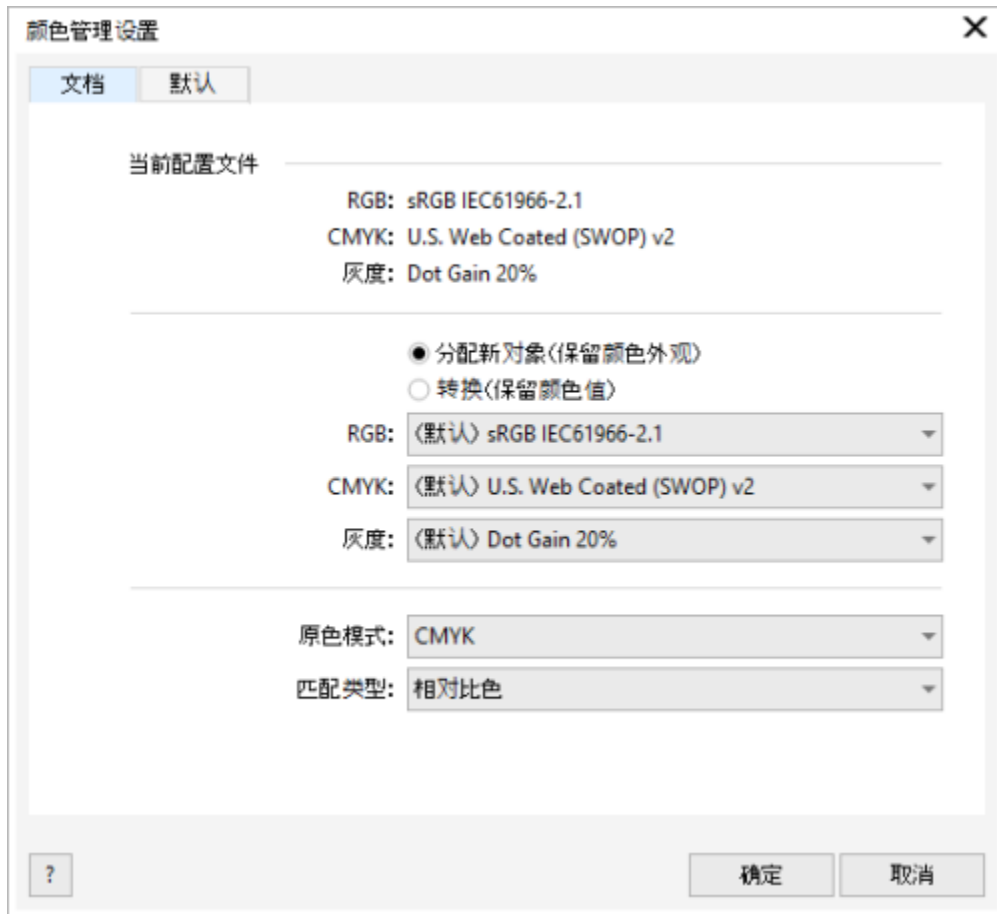 颜色管理设置
文档 默认
当前配置文件
RGB: sRGB IEC61966-2.1
CMYK: U.S. Web Coated (SWOP) v2
灰度: Dot Gain 20%
分配新对象(保留颜色外观)
转换(保留颜色值)
RGB: (默认) sRGB IEC61966-2.1
CMYK: (默认) U.S. Web Coated (SWOP) v2
灰度: (默认) Dot Gain 20%
原色模式: CMYK
匹配类型: 相对比色
? 确定 取消